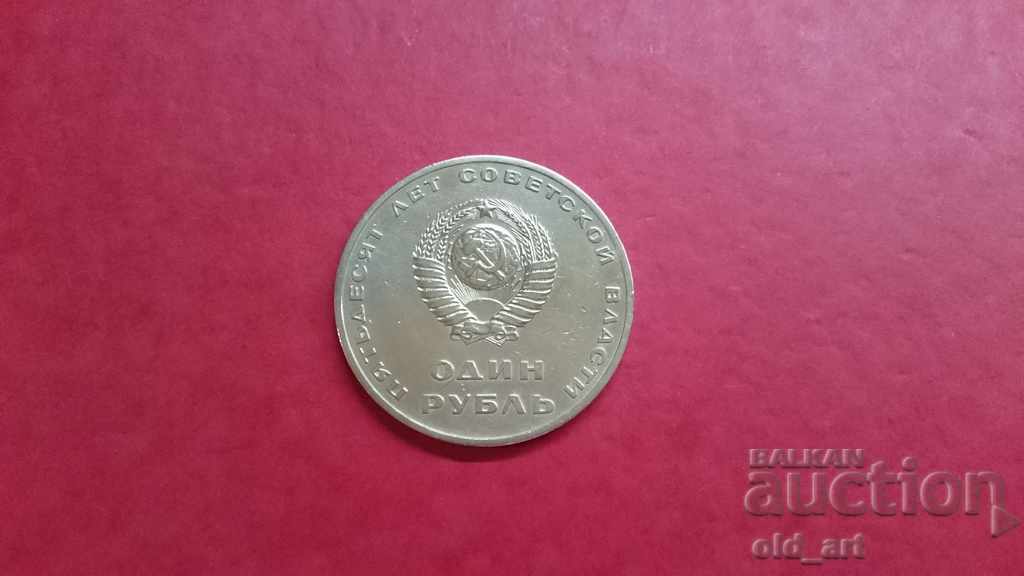 ПЯТЬДЕСЯТ ЛЕТ СОВЕТСКОЙ ВЛАСТИ
ОДИН
РУБЛЬ
BALKAN
auction
old_art